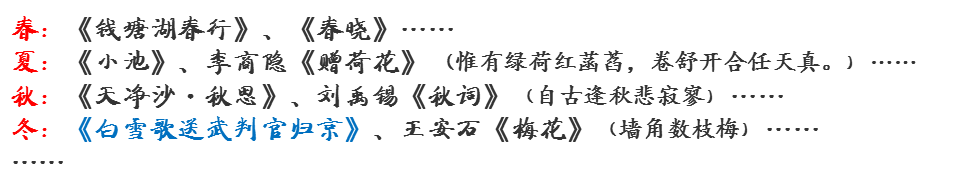 春：《钱塘湖春行》、《春晓》……
夏：《小池》、李商隐《赠荷花》（惟有绿荷红菡萏，卷舒开合任天真。）……
秋：《天净沙·秋思》、刘禹锡《秋词》（自古逢秋悲寂寥）……
冬：《白雪歌送武判官归京》、王安石《梅花》（墙角数枝梅）……
……